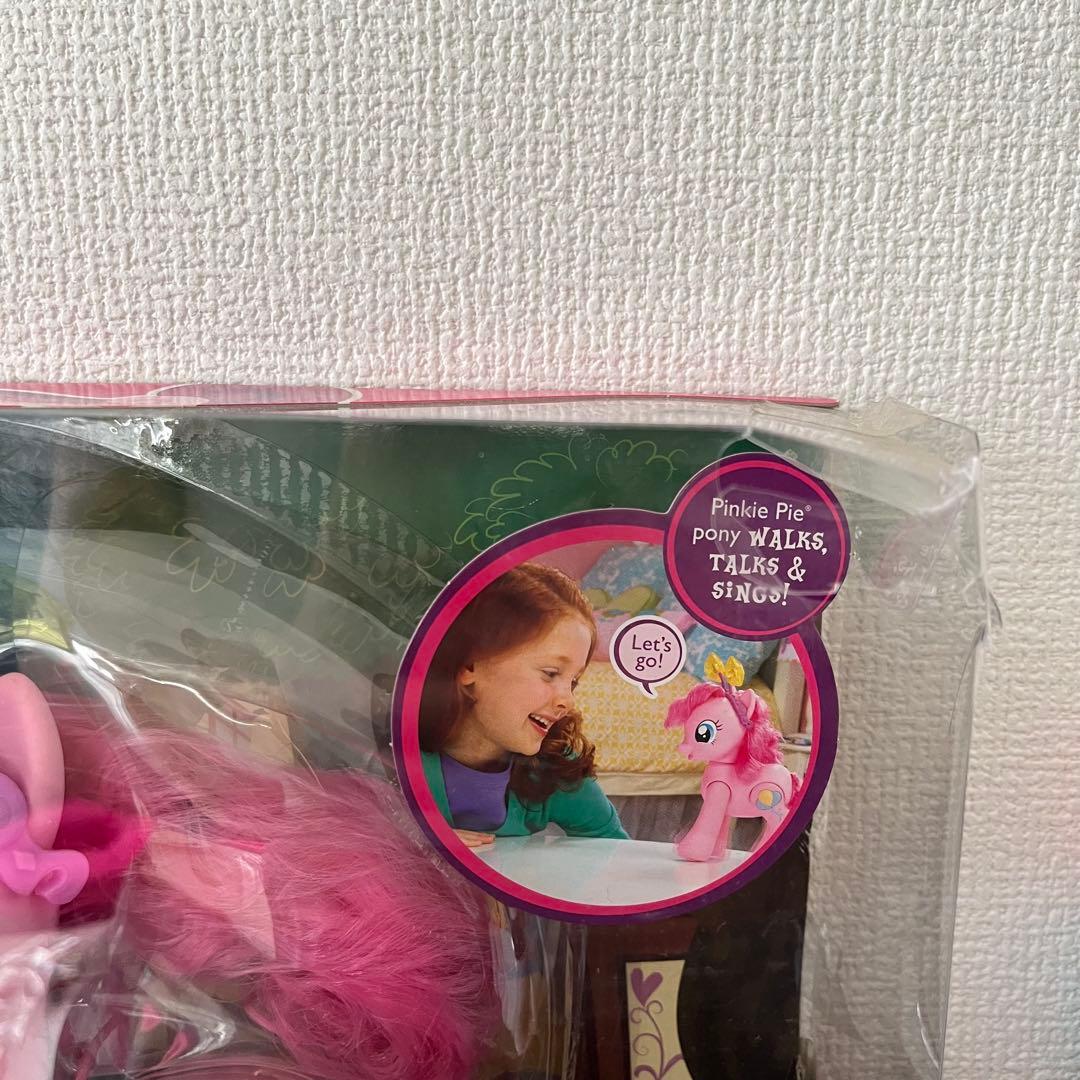 Pinkie Pie®
pony WALKS,
TALKS &
SiNGS!
Let's
go!